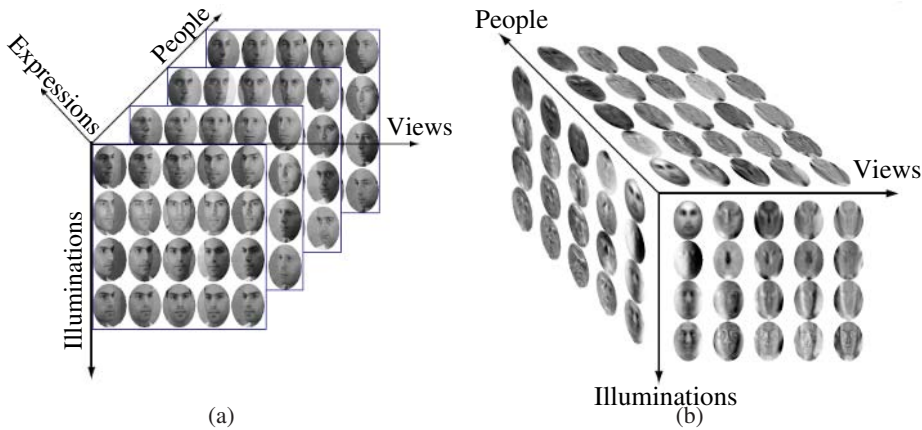 People
Expressions
Views
Illuminations
(a)
People
Views
Illuminations
(b)